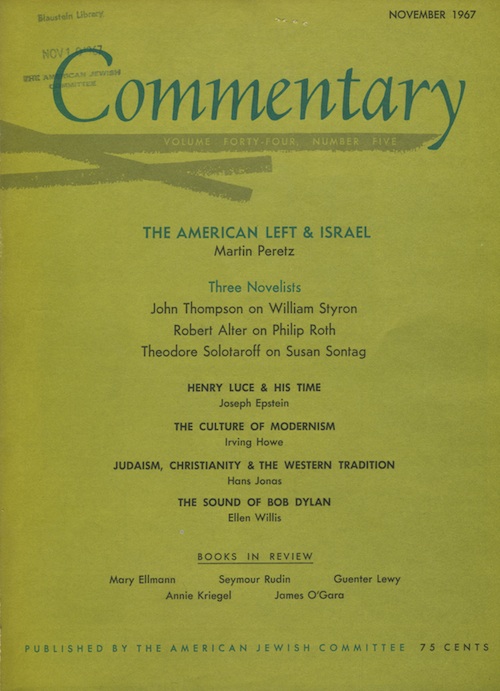 Blaustein Library
NOVEMBER 1967
NOV 1 1967
THE AMERICAN JEWISH
COMMITTEE
Commentary
VOLUME FORTY-FOUR, NUMBER FIVE
THE AMERICAN LEFT & ISRAEL
Martin Peretz
Three Novelists
John Thompson on William Styron
Robert Alter on Philip Roth
Theodore Solotaroff on Susan Sontag
HENRY LUCE & HIS TIME
Joseph Epstein
THE CULTURE OF MODERNISM
Irving Howe
JUDAISM, CHRISTIANITY & THE WESTERN TRADITION
Hans Jonas
THE SOUND OF BOB DYLAN
Ellen Willis
BOOKS IN REVIEW
Mary Ellmann Seymour Rudin Guenter Lewy
Annie Kriegel James O'Gara
PUBLISHED BY THE AMERICAN JEWISH COMMITTEE 75 CENTS